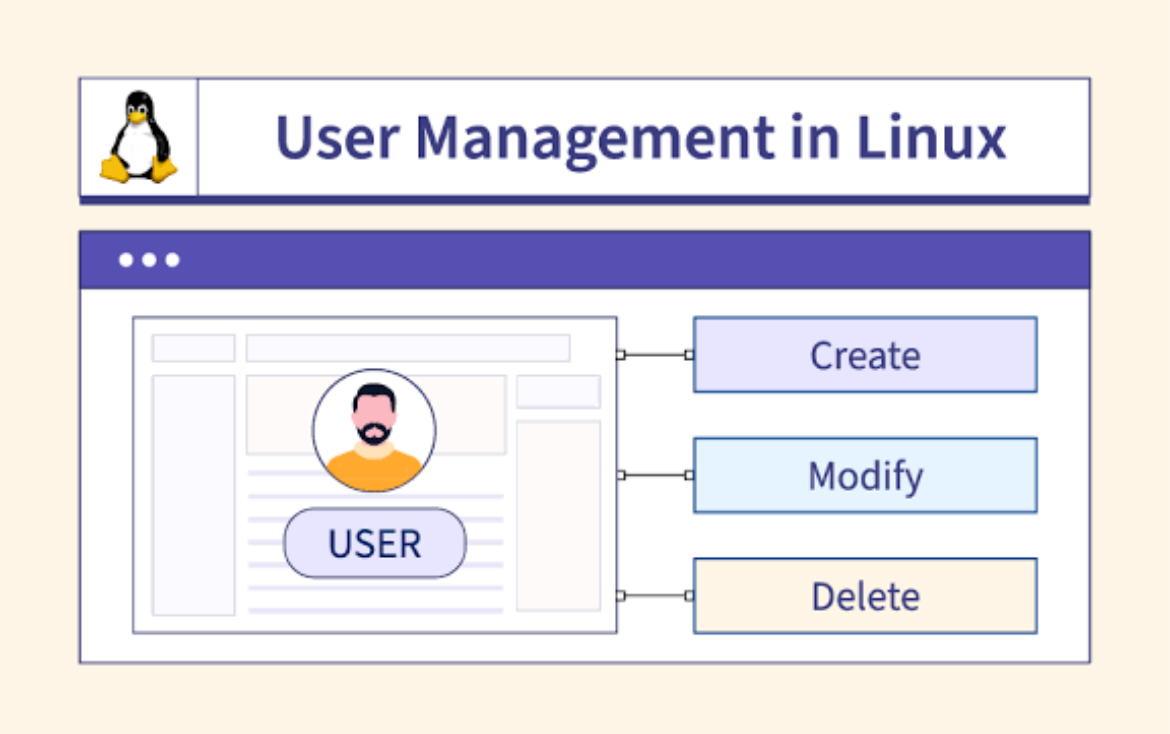 User Management in Linux
Create
Modify
USER
Delete